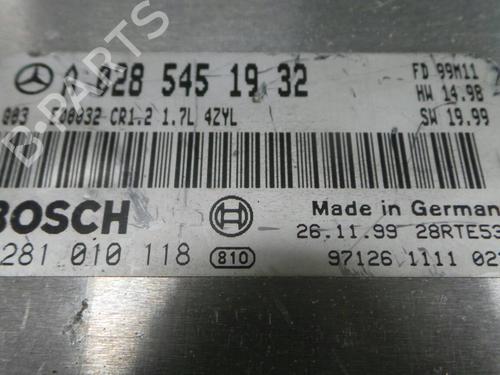 A 028 545 19 32
FD 99M11
HW 14.98
SW 19.99
003 CR1.2 1.7L 4ZYL
BOSCH
Made in German
26.11.99 28RTE53
281 010 118
810
97126 1111 02
B-Parts